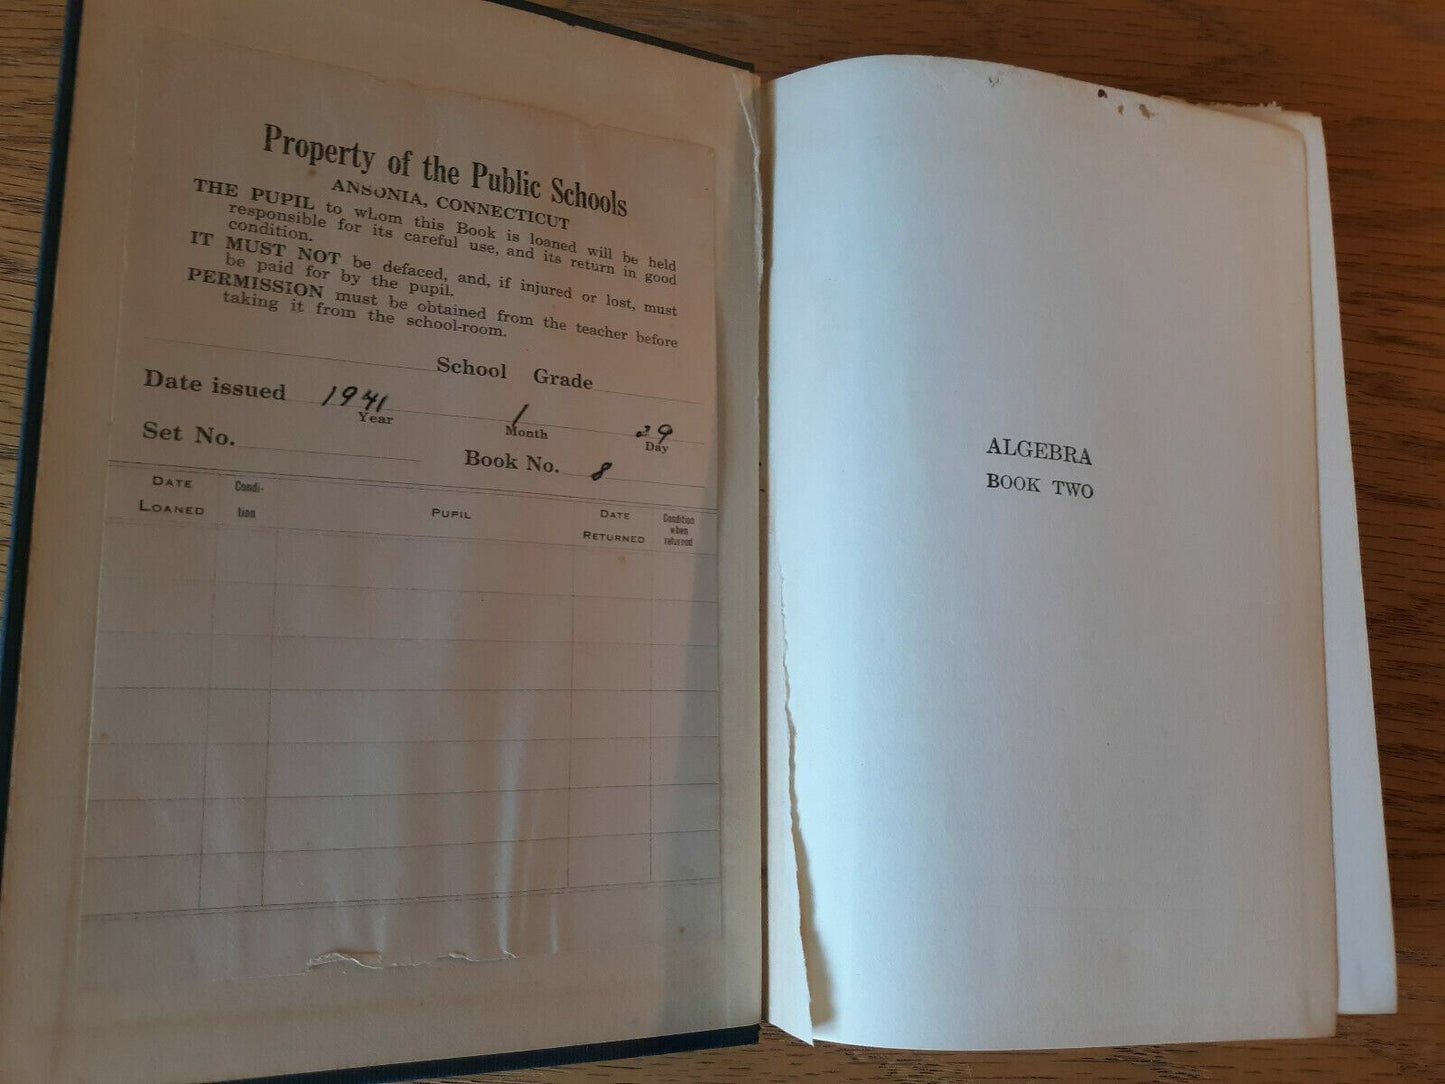 Property of the Public Schools
ANSONIA, CONNECTICUT
THE PUPIL to whom this Book is loaned will be held
responsible for its careful use, and its return in good
condition.
IT MUST NOT be defaced, and, if injured or lost, must
be paid for by the pupil.
PERMISSION must be obtained from the teacher before
taking it from the school-room.
School Grade
Date issued 1941 1 29
Year Month Day
Set No. Book No. 8
DATE LOANED Condi-tion PUPIL DATE RETURNED Condition when returned
ALGEBRA
BOOK TWO